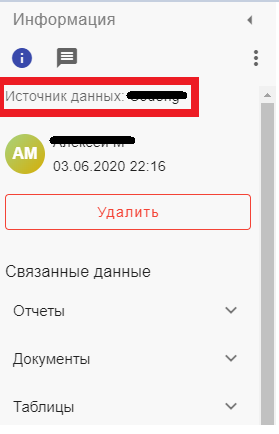 Информация
Источник данных:
АМ
03.06.2020 22:16
Удалить
Связанные данные
Отчеты
Документы
Таблицы